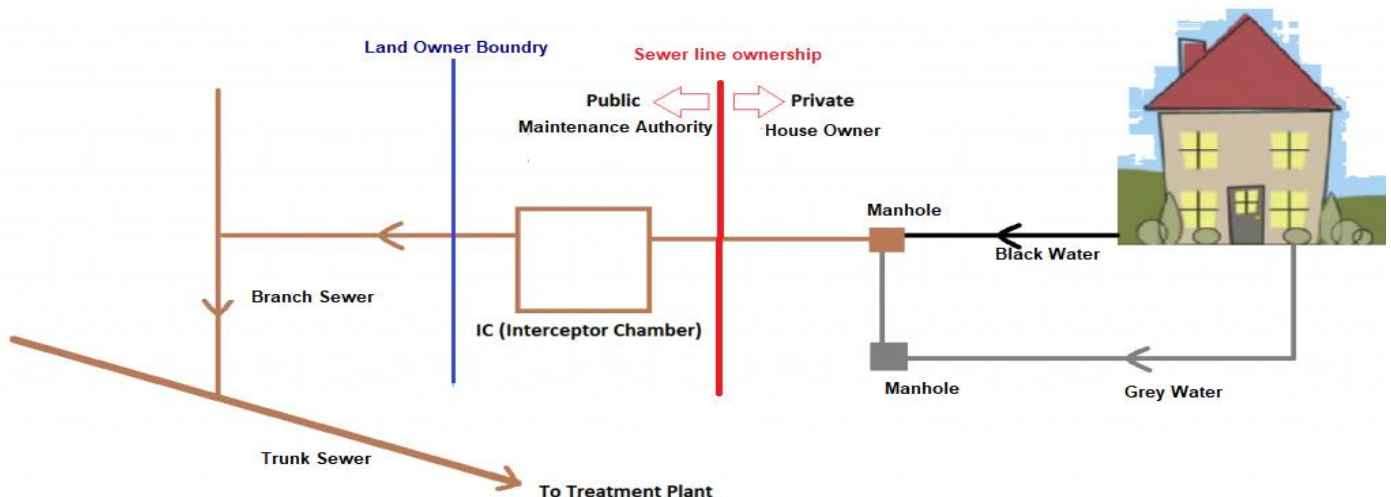 Land Owner Boundry
Sewer line ownership
Public
Private
Maintenance Authority
House Owner
Manhole
Black Water
Branch Sewer
IC (Interceptor Chamber)
Manhole
Grey Water
Trunk Sewer
To Treatment Plant